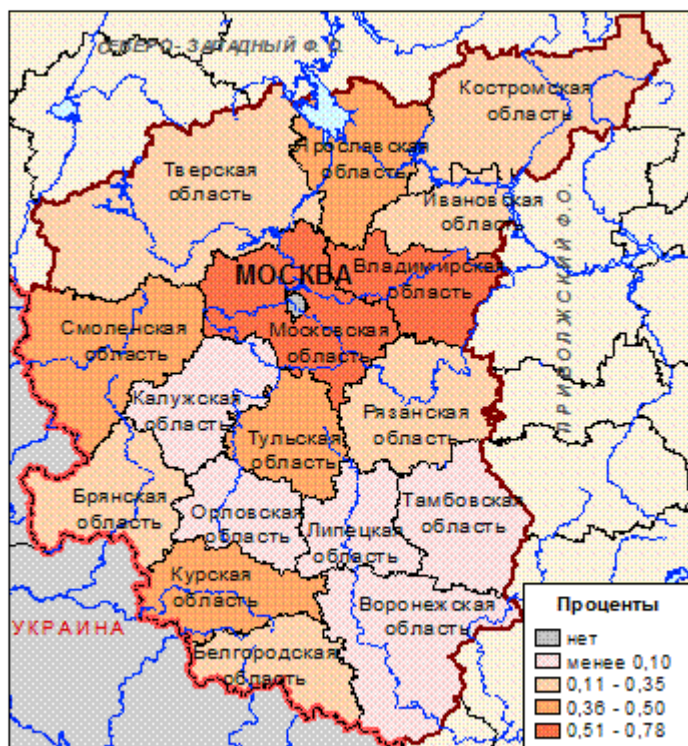 СЕВЕРО- ЗАПАДНЫЙ Ф. О.
Костромская
область
Ярославская
область
Тверская
область
Ивановская
область
ПРИВОЛЖСКИЙ Ф.О.
МОСКВА
Владимирская
область
Смоленская
область
Московская
область
Калужская
область
Рязанская
область
Тульская
область
Брянская
область
Орловская
область
Тамбовская
область
Липецкая
область
Курская
область
Воронежская
область
УКРАИНА
Белгородская
область
Проценты
нет
менее 0,10
0,11 - 0,35
0,36 - 0,50
0,51 - 0,78